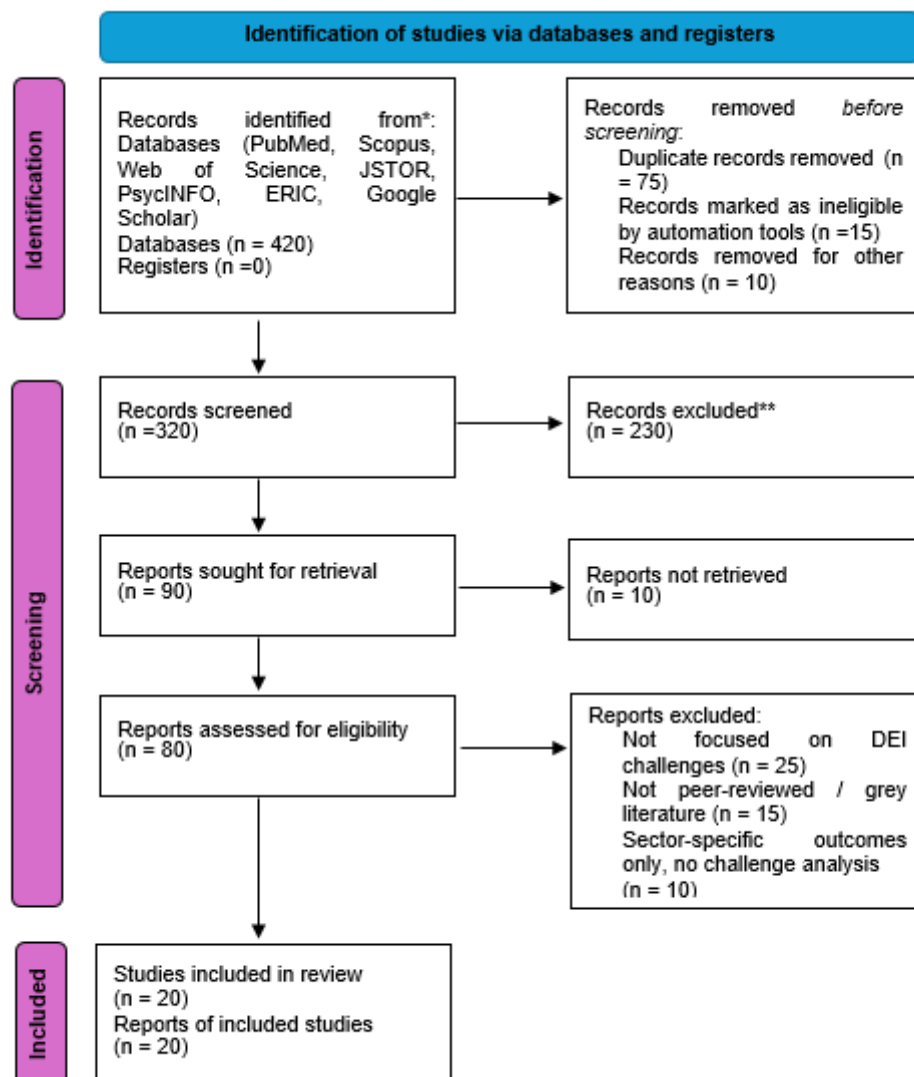 Identification of studies via databases and registers
Identification
Records identified from*:
Databases (PubMed, Scopus,
Web of Science, JSTOR,
PsycINFO, ERIC, Google
Scholar)
Databases (n = 420)
Registers (n =0)
Records removed before
screening:
Duplicate records removed (n
= 75)
Records marked as ineligible
by automation tools (n =15)
Records removed for other
reasons (n = 10)
Screening
Records screened
(n =320)
Records excluded**
(n = 230)
Reports sought for retrieval
(n = 90)
Reports not retrieved
(n = 10)
Reports assessed for eligibility
(n = 80)
Reports excluded:
Not focused on DEI
challenges (n = 25)
Not peer-reviewed / grey
literature (n = 15)
Sector-specific outcomes
only, no challenge analysis
(n = 10)
Included
Studies included in review
(n = 20)
Reports of included studies
(n = 20)